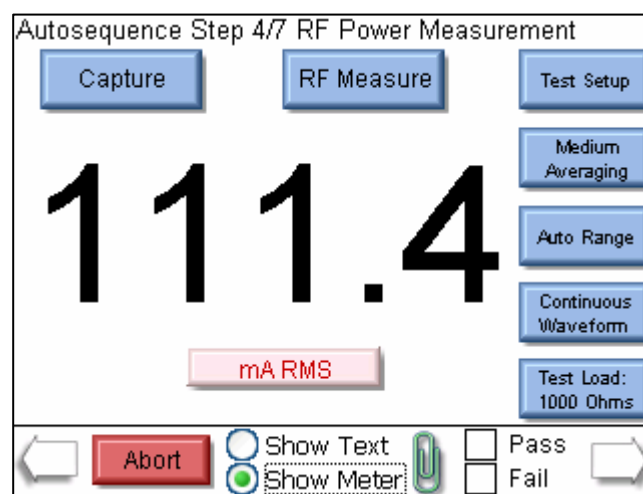 Autosequence Step 4/7 RF Power Measurement
Capture
RF Measure
Test Setup
Medium
Averaging
111.4
Auto Range
Continuous
Waveform
mA RMS
Test Load:
1000 Ohms
Abort
Show Text
Show Meter
Pass
Fail